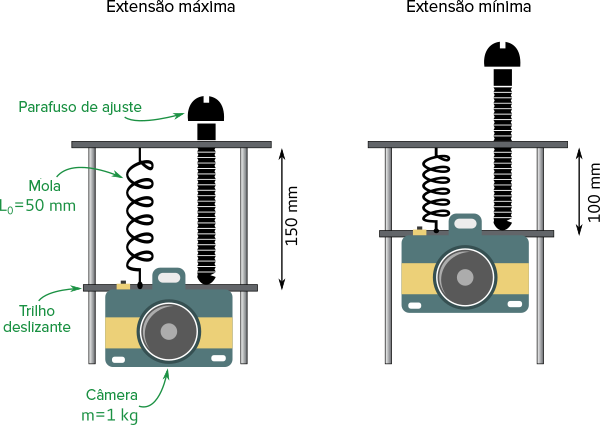 Extensão máxima
Extensão mínima
Parafuso de ajuste
Mola
L₀=50 mm
150 mm
100 mm
Trilho
deslizante
Câmera
m=1 kg